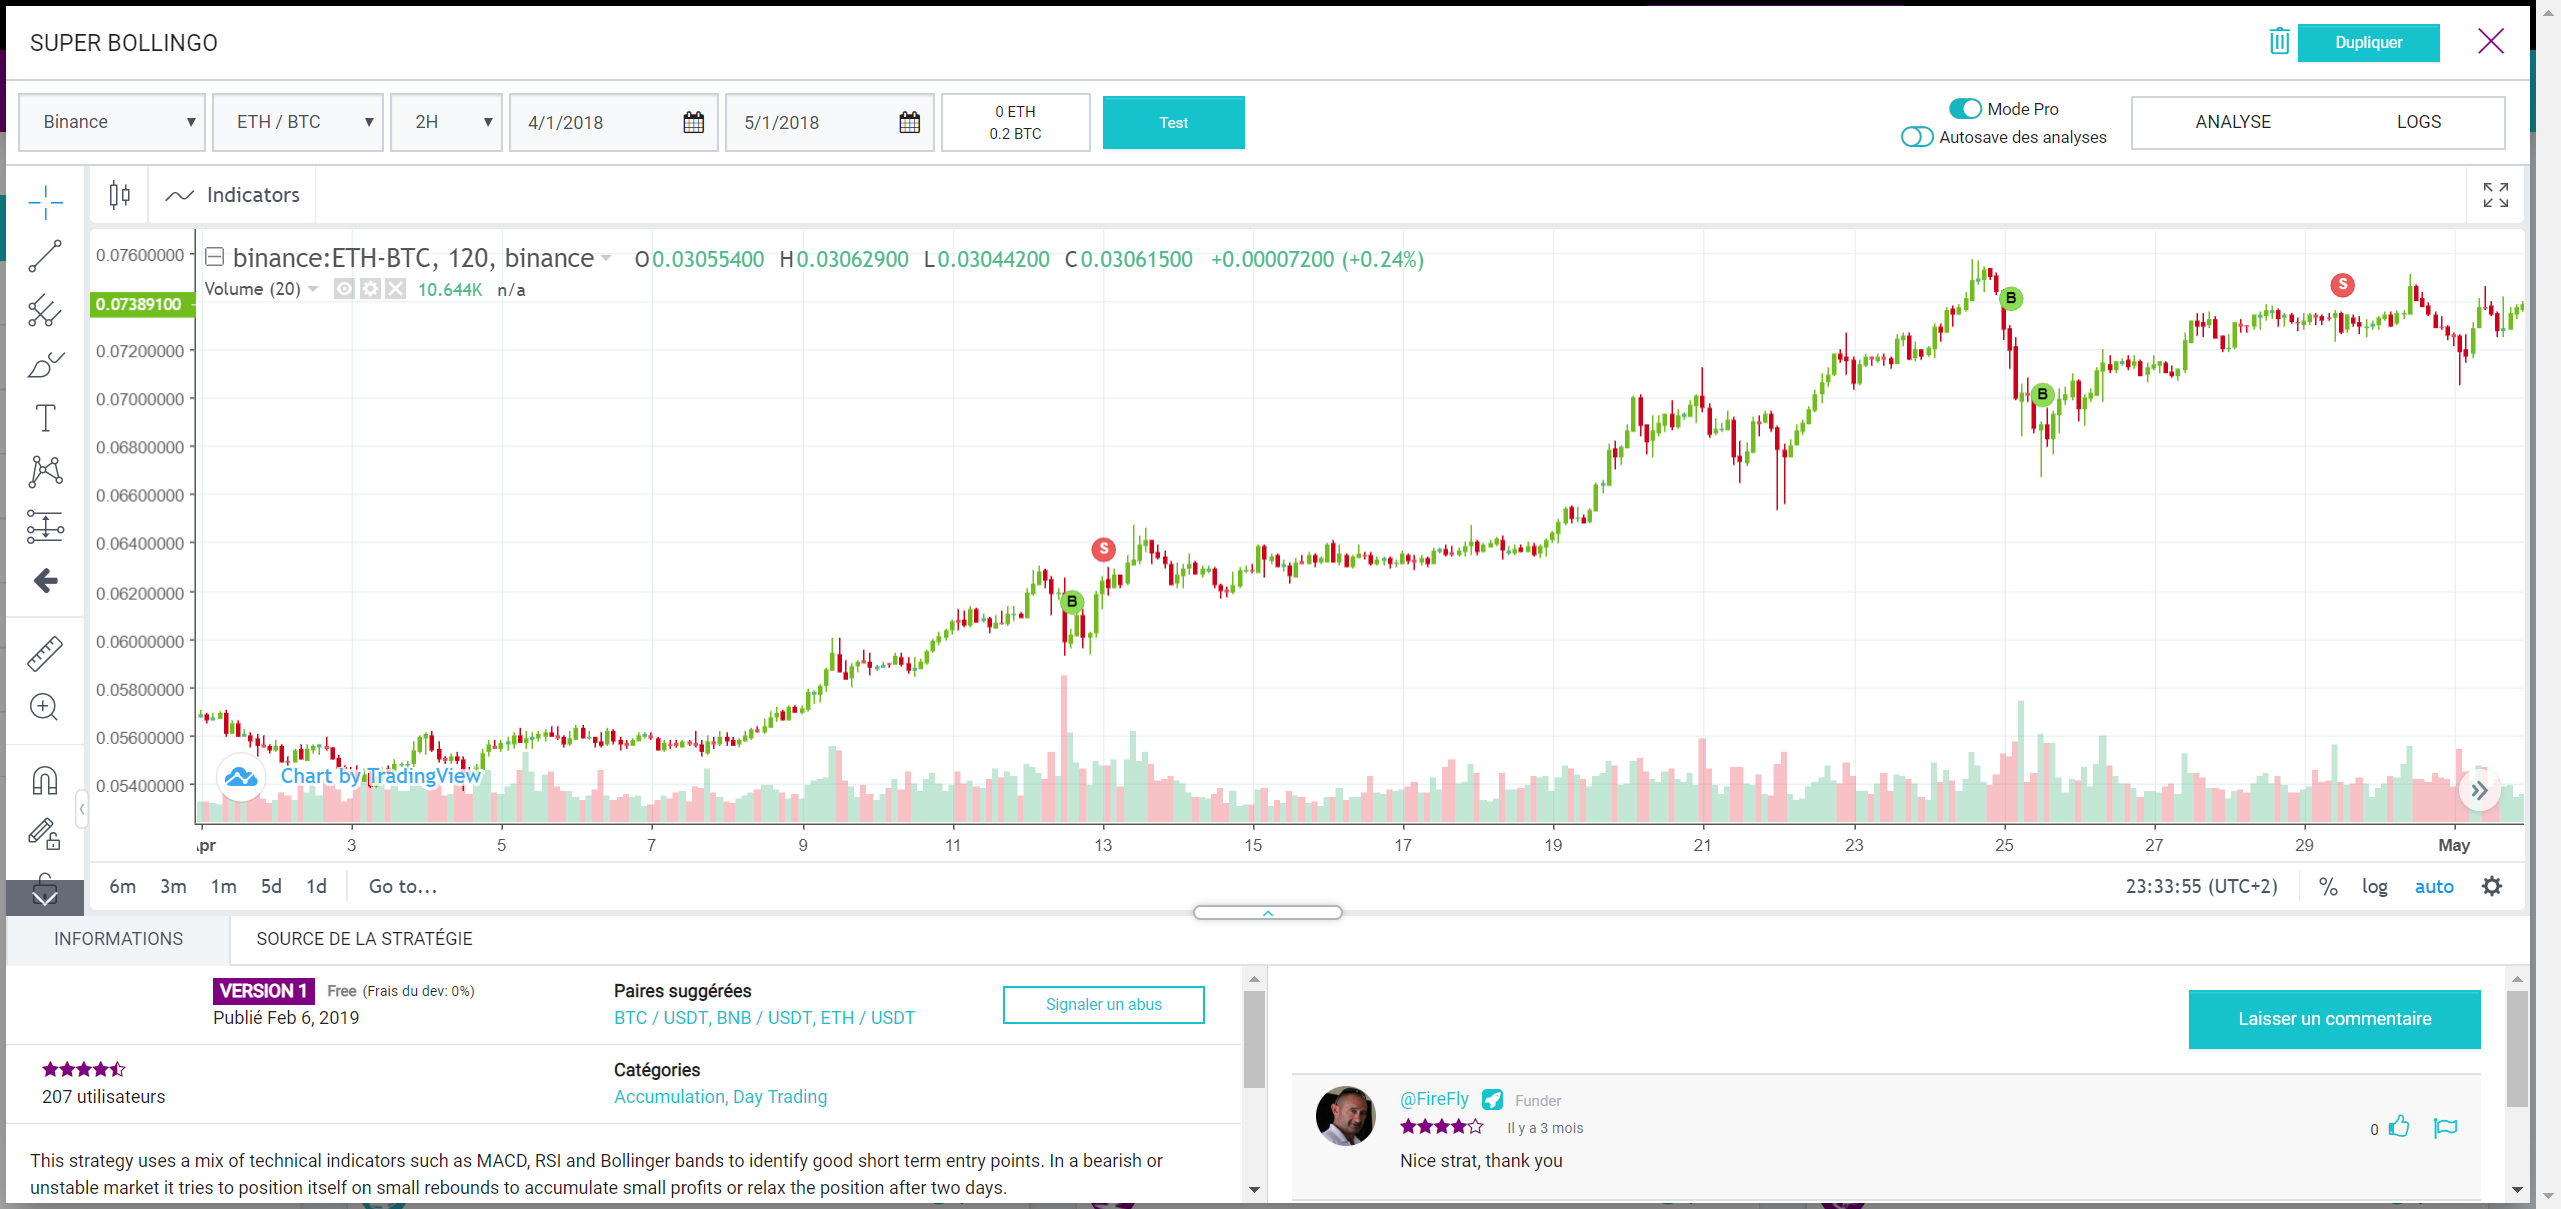 SUPER BOLLINGO
Dupliquer
Binance
ETH / BTC
2H
4/1/2018
5/1/2018
0 ETH
0.2 BTC
Test
Mode Pro
Autosave des analyses
ANALYSE
LOGS
Indicators
binance:ETH-BTC, 120, binance O0.03055400 H0.03062900 L0.03044200 C0.03061500 +0.00007200 (+0.24%)
Volume (20) 10.644K n/a
0.07600000
0.07389100
0.07200000
0.07000000
0.06800000
0.06600000
0.06400000
0.06200000
0.06000000
0.05800000
0.05600000
0.05400000
B
S
B
B
S
Chart by TradingView
Apr 3 5 7 9 11 13 15 17 19 21 23 25 27 29 May
6m 3m 1m 5d 1d Go to...
23:33:55 (UTC+2) % log auto
INFORMATIONS
SOURCE DE LA STRATÉGIE
VERSION 1 Free (Frais du dev: 0%)
Publié Feb 6, 2019
Paires suggérées
BTC / USDT, BNB / USDT, ETH / USDT
Signaler un abus
207 utilisateurs
Catégories
Accumulation, Day Trading
This strategy uses a mix of technical indicators such as MACD, RSI and Bollinger bands to identify good short term entry points. In a bearish or
unstable market it tries to position itself on small rebounds to accumulate small profits or relax the position after two days.
Laisser un commentaire
@FireFly Funder
Il y a 3 mois
0
Nice strat, thank you